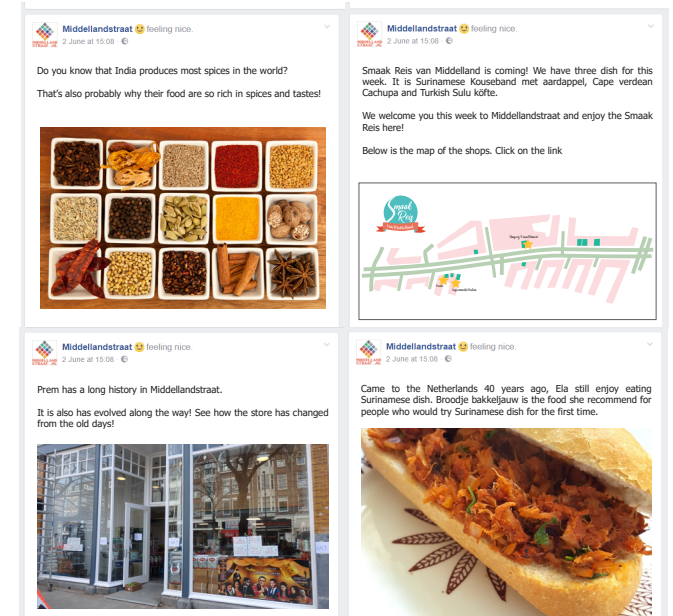 Middellandstraat feeling nice.
2 June at 15:08 ·
Do you know that India produces most spices in the world?
That's also probably why their food are so rich in spices and tastes!
Middellandstraat feeling nice.
2 June at 15:08 ·
Smaak Reis van Middelland is coming! We have three dish for this
week. It is Surinamese Kouseband met aardappel, Cape verdean
Cachupa and Turkish Sulu köfte.
We welcome you this week to Middellandstraat and enjoy the Smaak
Reis here!
Below is the map of the shops. Click on the link
Smaak
Reis
Middellandstraat feeling nice.
2 June at 15:08 ·
Prem has a long history in Middellandstraat.
It is also has evolved along the way! See how the store has changed
from the old days!
Middellandstraat feeling nice.
2 June at 15:08 ·
Came to the Netherlands 40 years ago, Ela still enjoy eating
Surinamese dish. Broodje bakkeljauw is the food she recommend for
people who would try Surinamese dish for the first time.